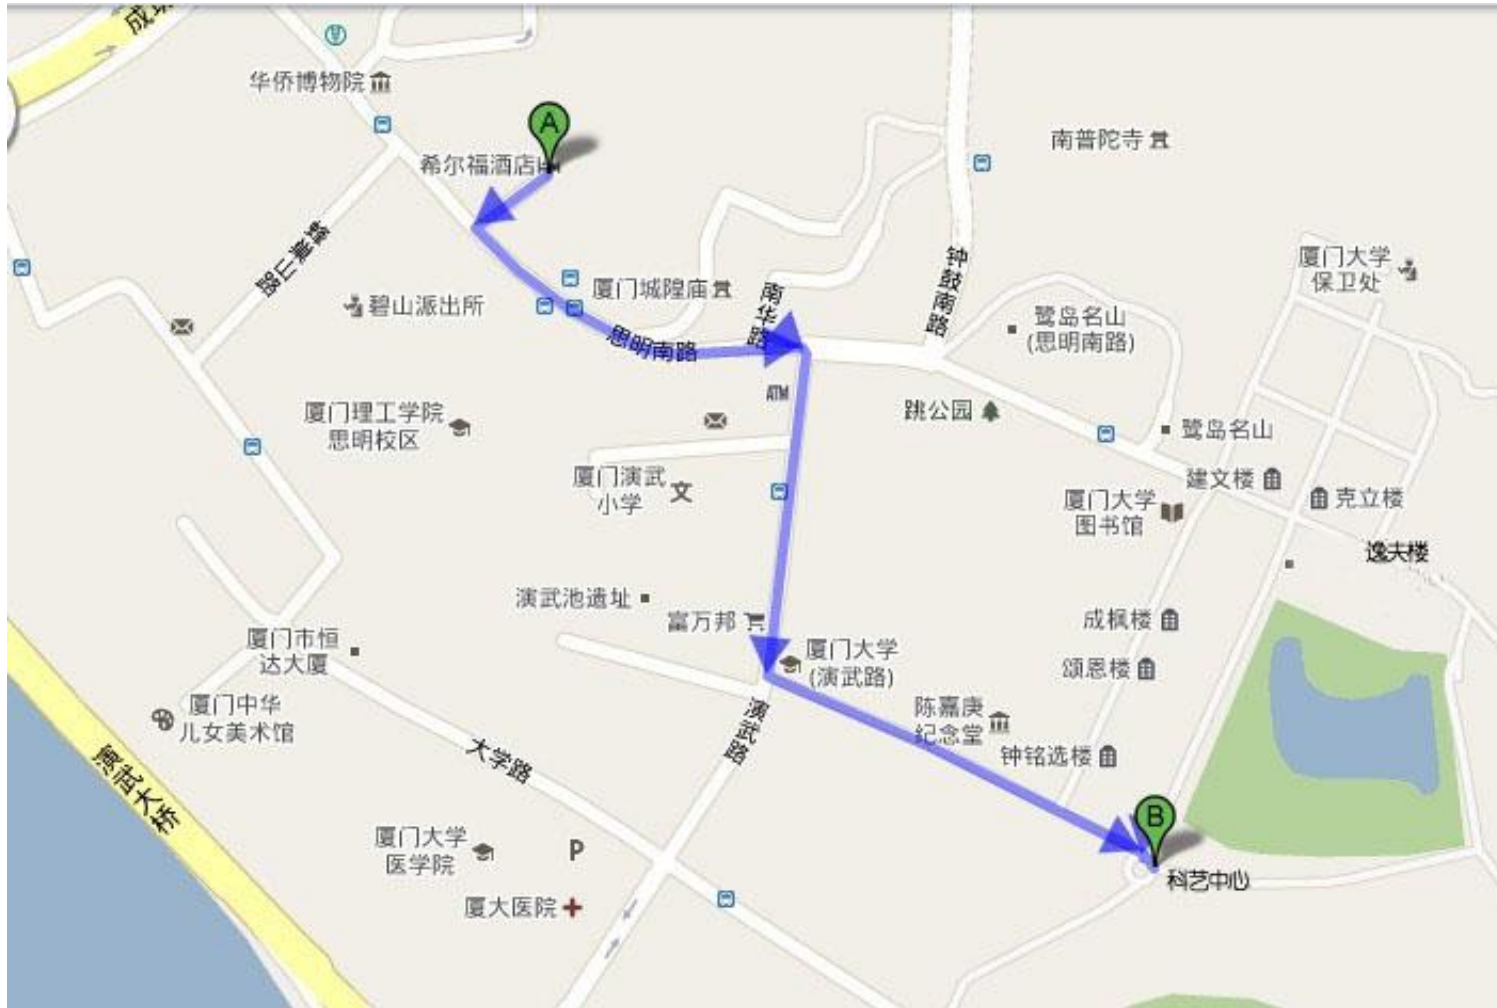 成功
华侨博物院
A
希尔福酒店
南普陀寺
蜂巢山路
钟鼓南路
厦门大学
保卫处
厦门城隍庙
南华路
碧山派出所
鹭岛名山
(思明南路)
思明南路
ATM
跳公园
厦门理工学院
思明校区
鹭岛名山
厦门演武
小学
文
建文楼
克立楼
厦门大学
图书馆
逸夫楼
演武池遗址
富万邦
成枫楼
厦门市恒
达大厦
厦门大学
(演武路)
颂恩楼
厦门中华
儿女美术馆
陈嘉庚
纪念堂
演武路
钟铭选楼
大学路
演武大桥
B
厦门大学
医学院
P
科艺中心
厦大医院